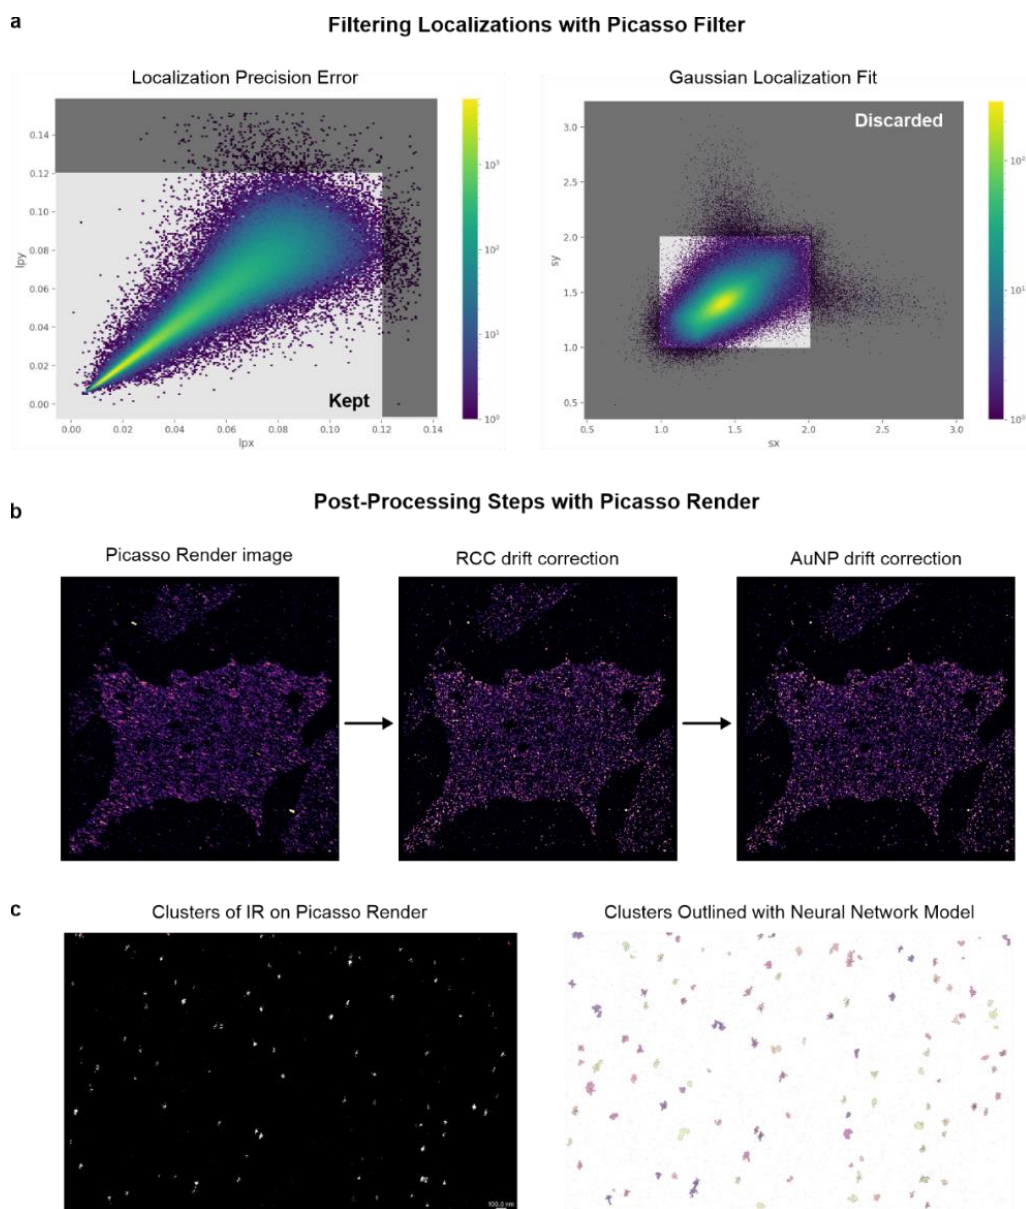 a
Filtering Localizations with Picasso Filter
Localization Precision Error
Gaussian Localization Fit
0.14
0.12
0.10
0.08
0.06
0.04
0.02
0.00
lpy
0.00 0.02 0.04 0.06 0.08 0.10 0.12 0.14
lpx
Kept
10³
10²
10¹
10⁰
Discarded
3.0
2.5
2.0
1.5
1.0
0.5
sy
0.5 1.0 1.5 2.0 2.5 3.0
sx
10²
10¹
10⁰
b
Post-Processing Steps with Picasso Render
Picasso Render image
RCC drift correction
AuNP drift correction
c
Clusters of IR on Picasso Render
Clusters Outlined with Neural Network Model
100.0 nm